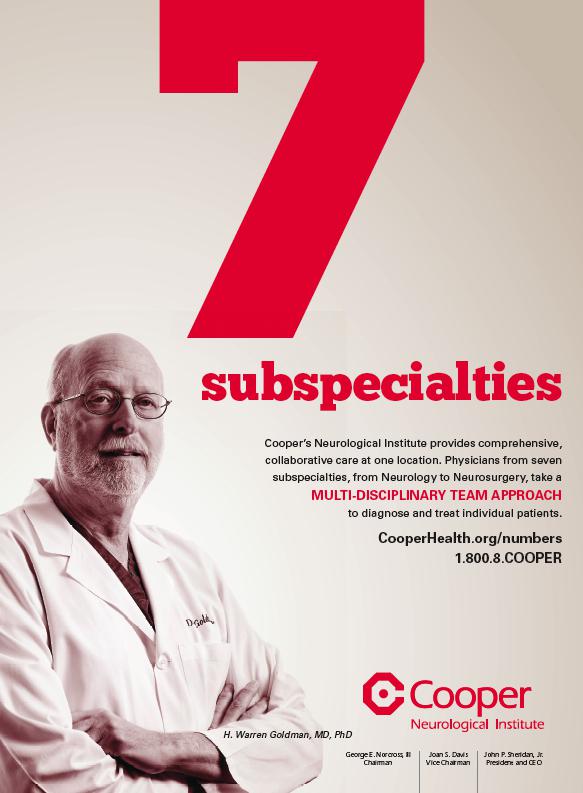 7
subspecialties
Cooper's Neurological Institute provides comprehensive,
collaborative care at one location. Physicians from seven
subspecialties, from Neurology to Neurosurgery, take a
MULTI-DISCIPLINARY TEAM APPROACH
to diagnose and treat individual patients.
CooperHealth.org/numbers
1.800.8.COOPER
Cooper
Neurological Institute
H. Warren Goldman, MD, PhD
George E. Norcross, III
Chairman
Joan S. Davis
Vice Chairman
John P. Sheridan, Jr.
President and CEO